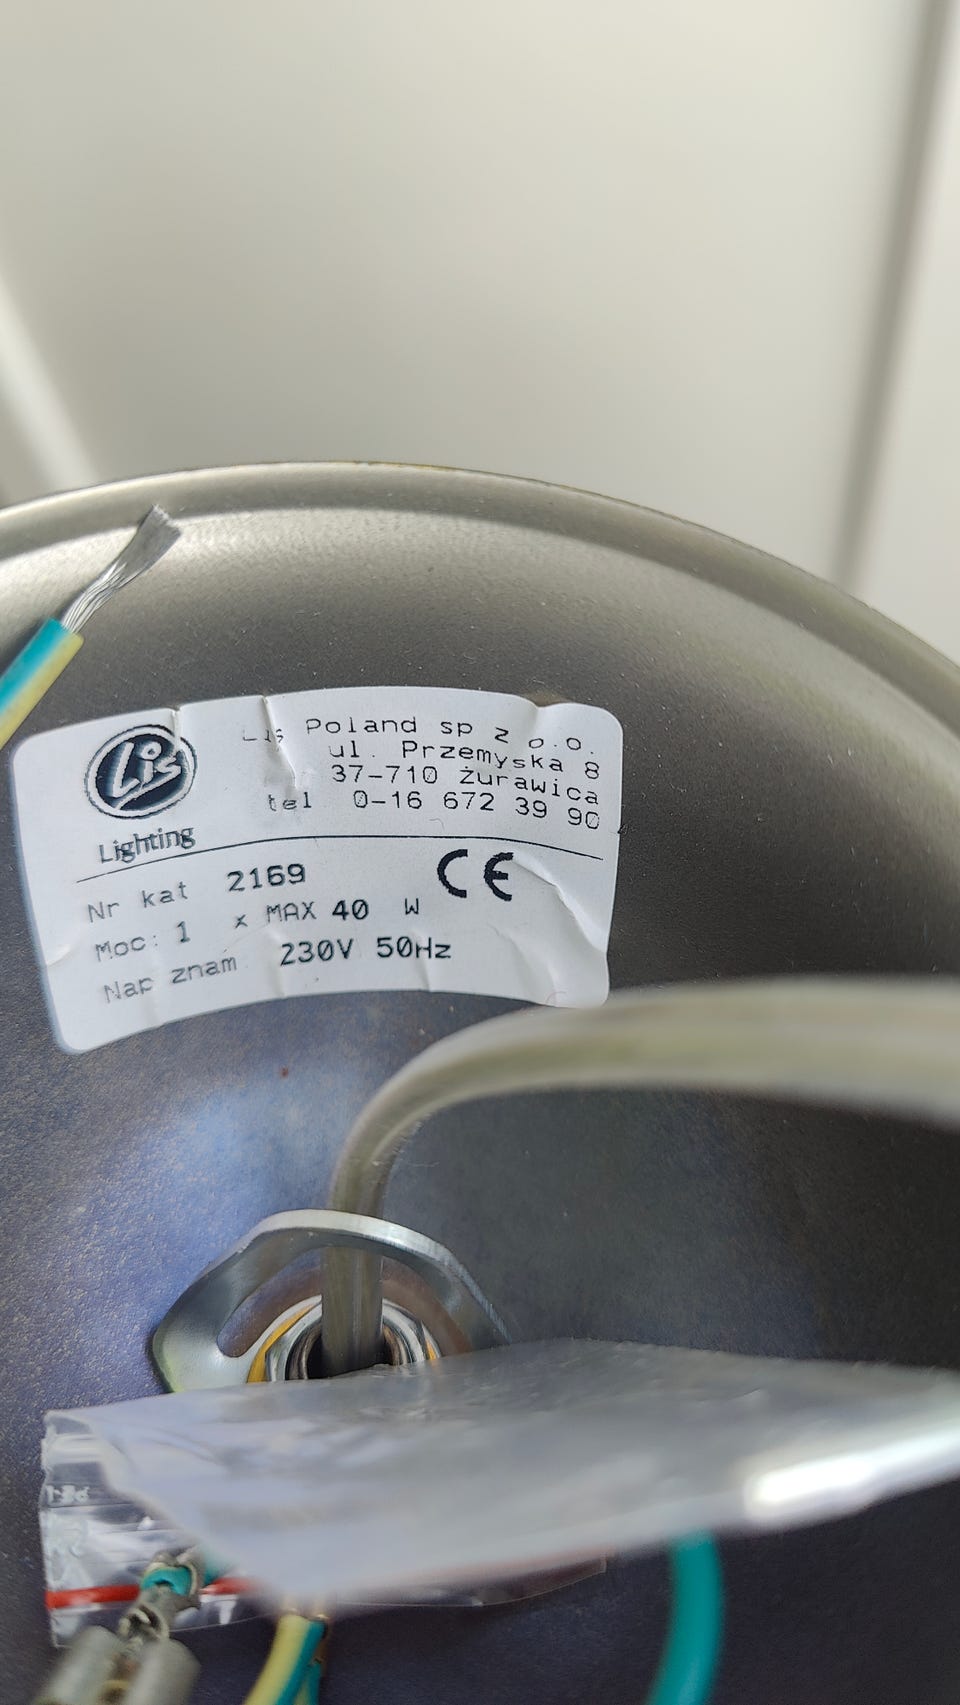 Lis
Lighting
Lis Poland sp z o.o.
ul. Przemyska 8
37-710 żurawica
tel 0-16 672 39 90
CE
Nr kat 2169
Moc: 1 x MAX 40 W
Nap znam 230V 50Hz